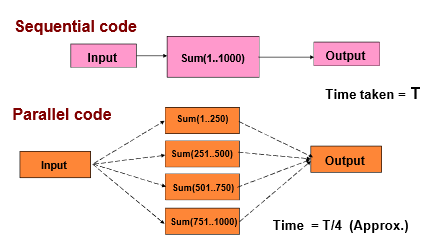 Sequential code
Input
Sum(1..1000)
Output
Time taken = T
Parallel code
Sum(1..250)
Sum(251..500)
Input
Output
Sum(501..750)
Sum(751..1000)
Time = T/4 (Approx.)